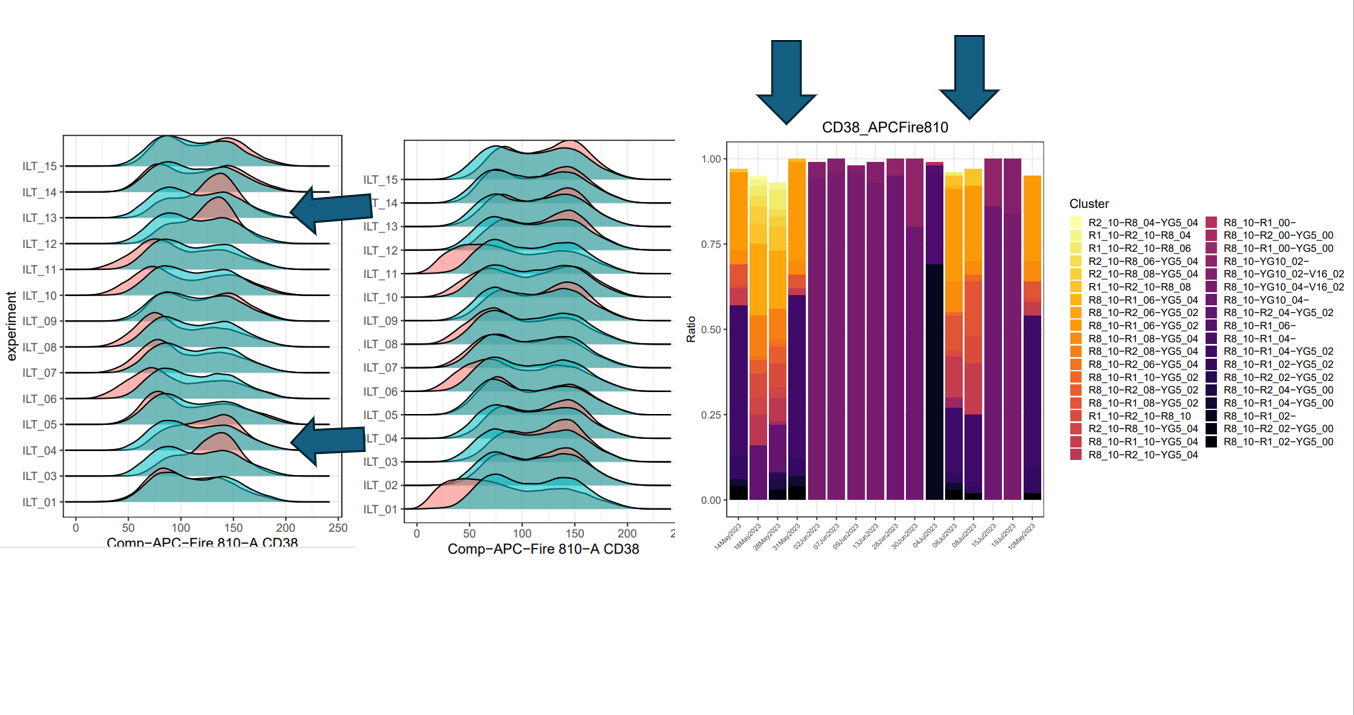 ILT_15
ILT_14
ILT_13
ILT_12
ILT_11
ILT_10
ILT_09
ILT_08
ILT_07
ILT_06
ILT_05
ILT_04
ILT_03
ILT_01
experiment
0 50 100 150 200 250
Comp−APC−Fire 810−A CD38
ILT_15
T_14
ILT_13
ILT_12
ILT_11
ILT_10
ILT_08
ILT_07
ILT_06
ILT_05
ILT_04
ILT_03
ILT_02
ILT_01
0 50 100 150 200 2
Comp−APC−Fire 810−A CD38
CD38_APCFire810
1.00
0.75
0.50
0.25
0.00
Ratio
14May2023
18May2023
28May2023
31May2023
02Jun2023
07Jun2023
09Jun2023
13Jun2023
28Jun2023
30Jun2023
04Jul2023
06Jul2023
08Jul2023
15Jul2023
19Jul2023
10May2023
Cluster
R2_10−R8_04−YG5_04
R1_10−R2_10−R8_04
R1_10−R2_10−R8_06
R2_10−R8_06−YG5_04
R2_10−R8_08−YG5_04
R1_10−R2_10−R8_08
R8_10−R1_06−YG5_04
R8_10−R2_06−YG5_02
R8_10−R1_06−YG5_02
R8_10−R1_08−YG5_04
R8_10−R2_08−YG5_04
R8_10−R2_06−YG5_04
R8_10−R1_10−YG5_02
R8_10−R2_08−YG5_02
R8_10−R1_08−YG5_02
R1_10−R2_10−R8_10
R2_10−R8_10−YG5_04
R8_10−R1_10−YG5_04
R8_10−R2_10−YG5_04
R8_10−R1_00−
R8_10−R2_00−YG5_00
R8_10−R1_00−YG5_00
R8_10−YG10_02−
R8_10−YG10_02−V16_02
R8_10−YG10_02−V16_02
R8_10−YG10_04−
R8_10−R2_04−YG5_02
R8_10−R1_06−
R8_10−R1_04−
R8_10−R1_04−YG5_02
R8_10−R2_02−YG5_02
R8_10−R1_02−YG5_02
R8_10−R2_04−YG5_00
R8_10−R1_04−YG5_00
R8_10−R1_02−
R8_10−R2_02−YG5_00
R8_10−R1_02−YG5_00